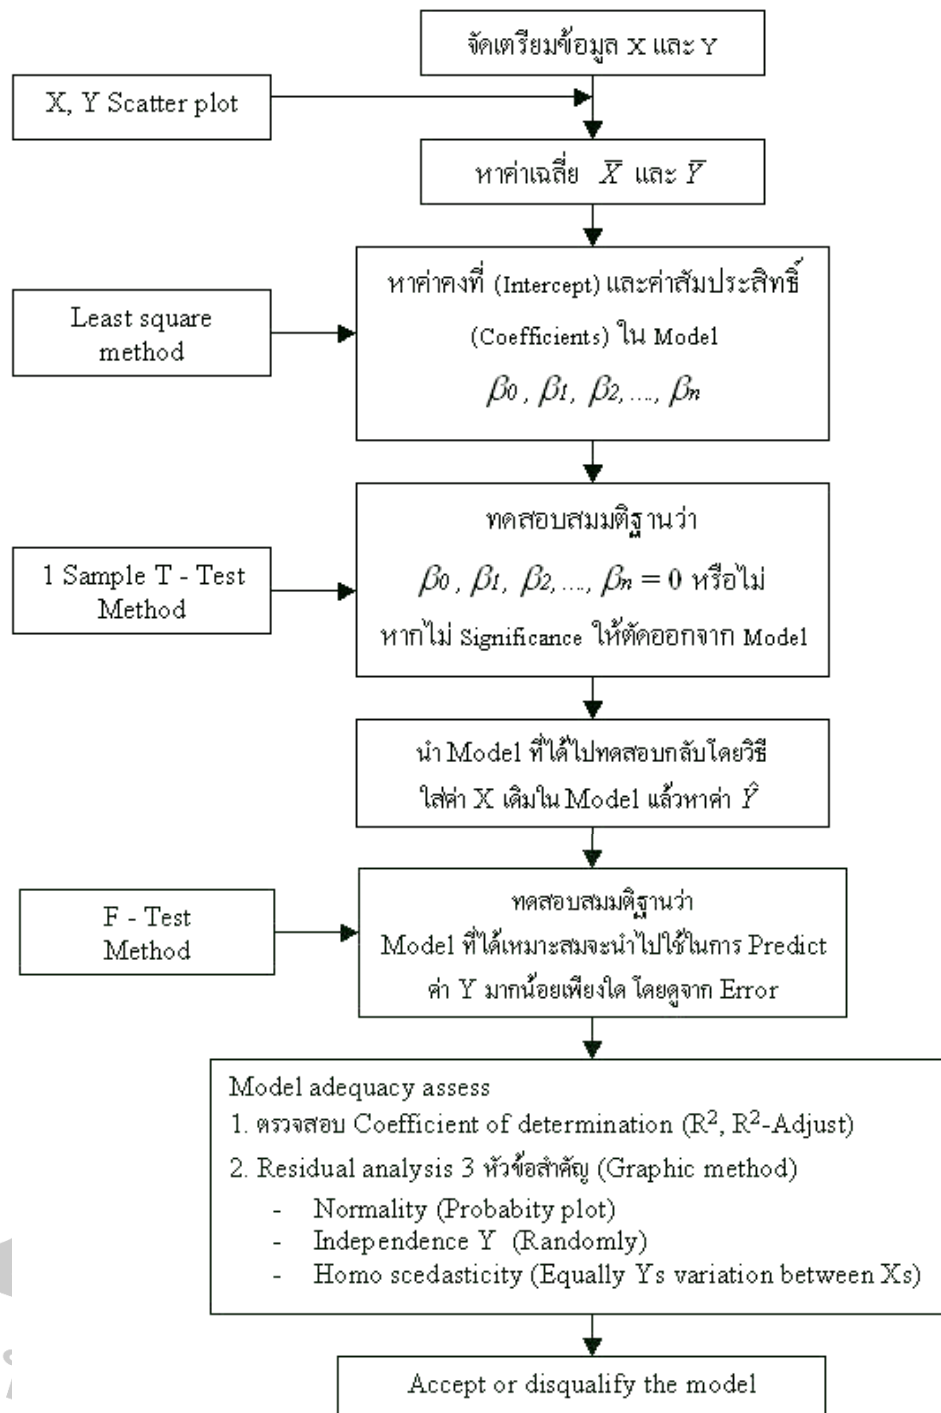 จัดเตรียมข้อมูล X และ Y
X, Y Scatter plot
หาค่าเฉลี่ย X̅ และ Y̅
หาค่าคงที่ (Intercept) และค่าสัมประสิทธิ์
(Coefficients) ใน Model
β0 , β1, β2, ...., βn
Least square
method
ทดสอบสมมติฐานว่า
β0 , β1, β2, ...., βn = 0 หรือไม่
หากไม่ Significance ให้ตัดออกจาก Model
1 Sample T - Test
Method
นำ Model ที่ได้ไปทดสอบกลับโดยวิธี
ใส่ค่า X เดิมใน Model แล้วหาค่า Ŷ
F - Test
Method
ทดสอบสมมติฐานว่า
Model ที่ได้เหมาะสมจะนำไปใช้ในการ Predict
ค่า Y มากน้อยเพียงใด โดยดูจาก Error
Model adequacy assess
1. ตรวจสอบ Coefficient of determination (R², R²-Adjust)
2. Residual analysis 3 หัวข้อสำคัญ (Graphic method)
- Normality (Probabity plot)
- Independence Y (Randomly)
- Homo scedasticity (Equally Ys variation between Xs)
Accept or disqualify the model